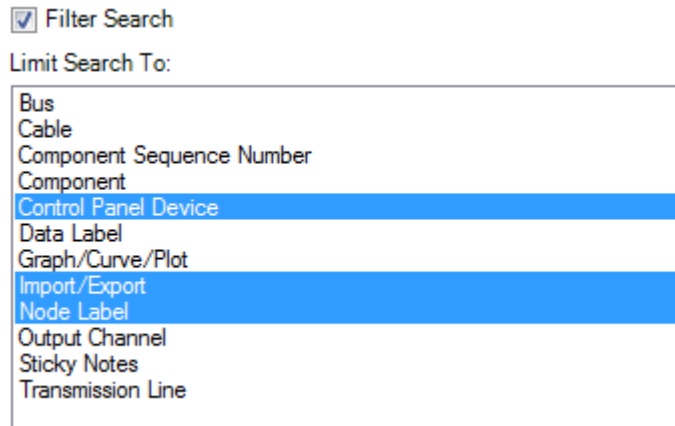 Filter Search
Limit Search To:
Bus
Cable
Component Sequence Number
Component
Control Panel Device
Data Label
Graph/Curve/Plot
Import/Export
Node Label
Output Channel
Sticky Notes
Transmission Line